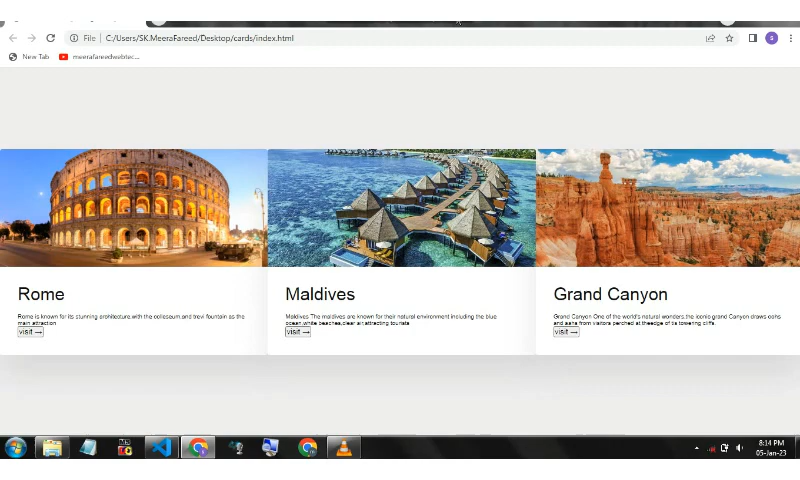 File C:/Users/SK.MeeraFareed/Desktop/cards/index.html
S
New Tab meerafareedwebtec...
Rome
Rome is known for its stunning architecture,with the colleseum,and trevi fountain as the
main attraction
visit →
Maldives
Maldives The maldives are known for their natural environment including the blue
ocean,white beaches,clear air,attracting tourists
visit →
Grand Canyon
Grand Canyon One of the world's natural wonders,the iconic grand Canyon draws oohs
and aahs from visitors perched at theedge of its towering cliffs.
visit →
8:14 PM
05-Jan-23